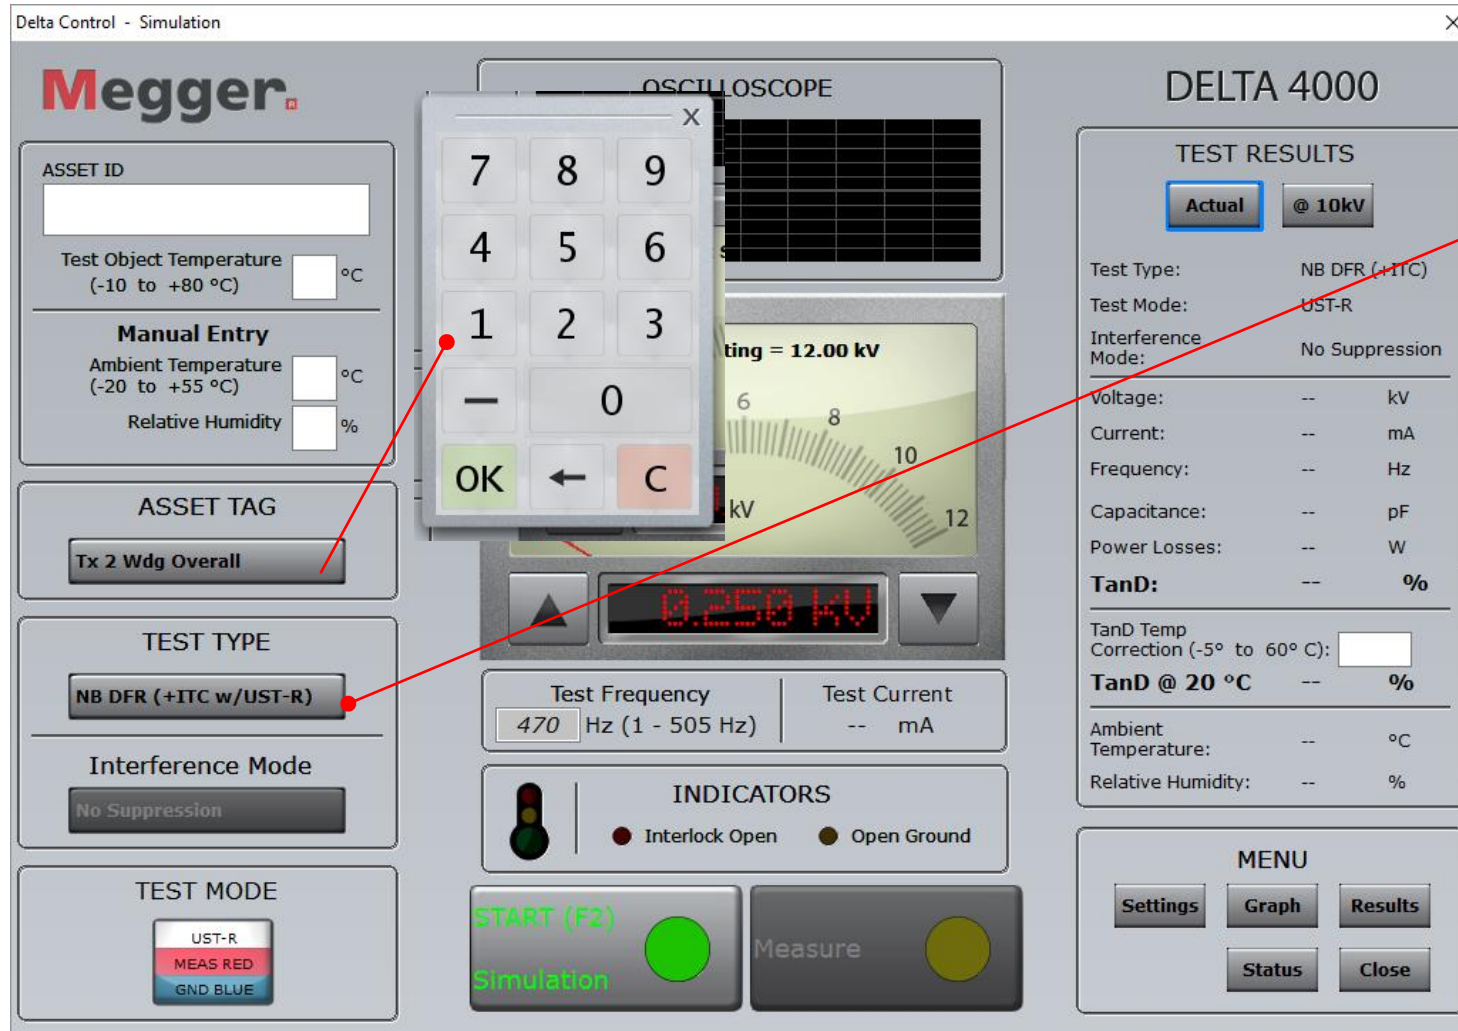 Delta Control - Simulation
Megger.
ASSET ID
Test Object Temperature
(-10 to +80 °C)
°C
Manual Entry
Ambient Temperature
(-20 to +55 °C)
°C
Relative Humidity
%
ASSET TAG
Tx 2 Wdg Overall
TEST TYPE
NB DFR (+ITC w/UST-R)
Interference Mode
No Suppression
TEST MODE
UST-R
MEAS RED
GND BLUE
OSCILLOSCOPE
X
7 8 9
4 5 6
1 2 3
— 0
OK ← C
= 12.00 kV
6
8
10
12
kV
0.250 kV
Test Frequency
470 Hz (1 - 505 Hz)
Test Current
-- mA
INDICATORS
Interlock Open
Open Ground
START (F2)
Simulation
Measure
DELTA 4000
TEST RESULTS
Actual @ 10kV
Test Type: NB DFR (+ITC)
Test Mode: UST-R
Interference
Mode: No Suppression
Voltage: -- kV
Current: -- mA
Frequency: -- Hz
Capacitance: -- pF
Power Losses: -- W
TanD: -- %
TanD Temp
Correction (-5° to 60° C):
TanD @ 20 °C -- %
Ambient
Temperature: -- °C
Relative Humidity: -- %
MENU
Settings Graph Results
Status Close